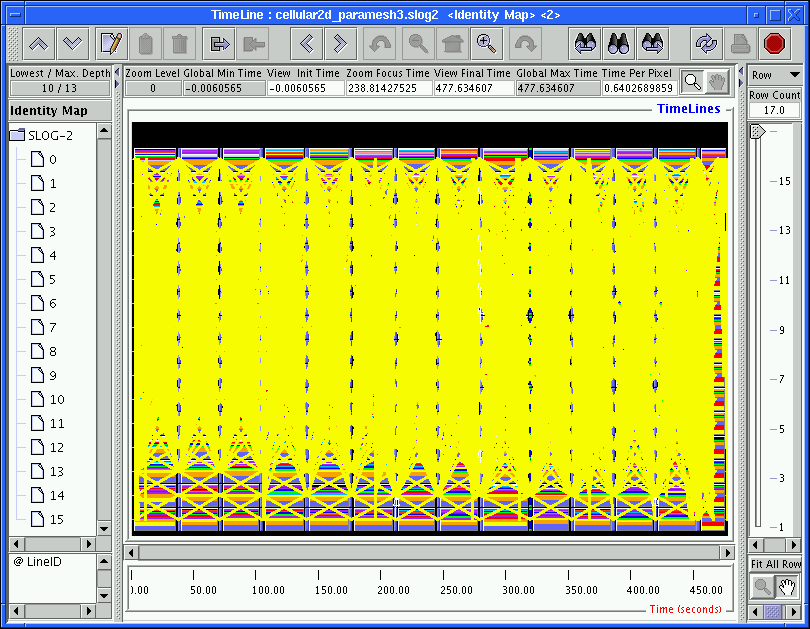 TimeLine : cellular2d_paramesh3.slog2 <Identity Map> <2>
Lowest / Max. Depth
10 / 13
Zoom Level Global Min Time View Init Time Zoom Focus Time View Final Time Global Max Time Time Per Pixel
0 -0.0060565 -0.0060565 238.81427525 477.634607 477.634607 0.6402689859
Row
Row Count
17.0
Identity Map
TimeLines
SLOG-2
0
1
2
3
4
5
6
7
8
9
10
11
12
13
14
15
15
13
11
9
7
5
3
1
@ LineID
Fit All Row
0.00 50.00 100.00 150.00 200.00 250.00 300.00 350.00 400.00 450.00
Time (seconds)